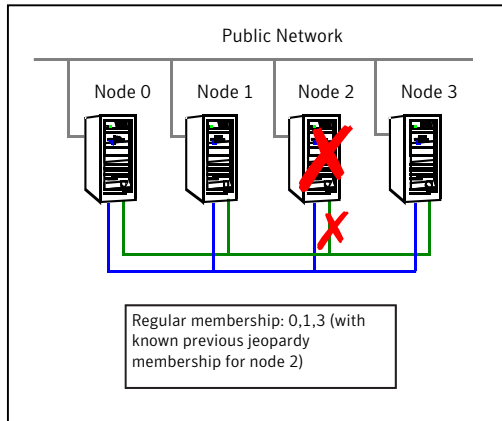 Public Network
Node 0
Node 1
Node 2
Node 3
Regular membership: 0,1,3 (with
known previous jeopardy
membership for node 2)